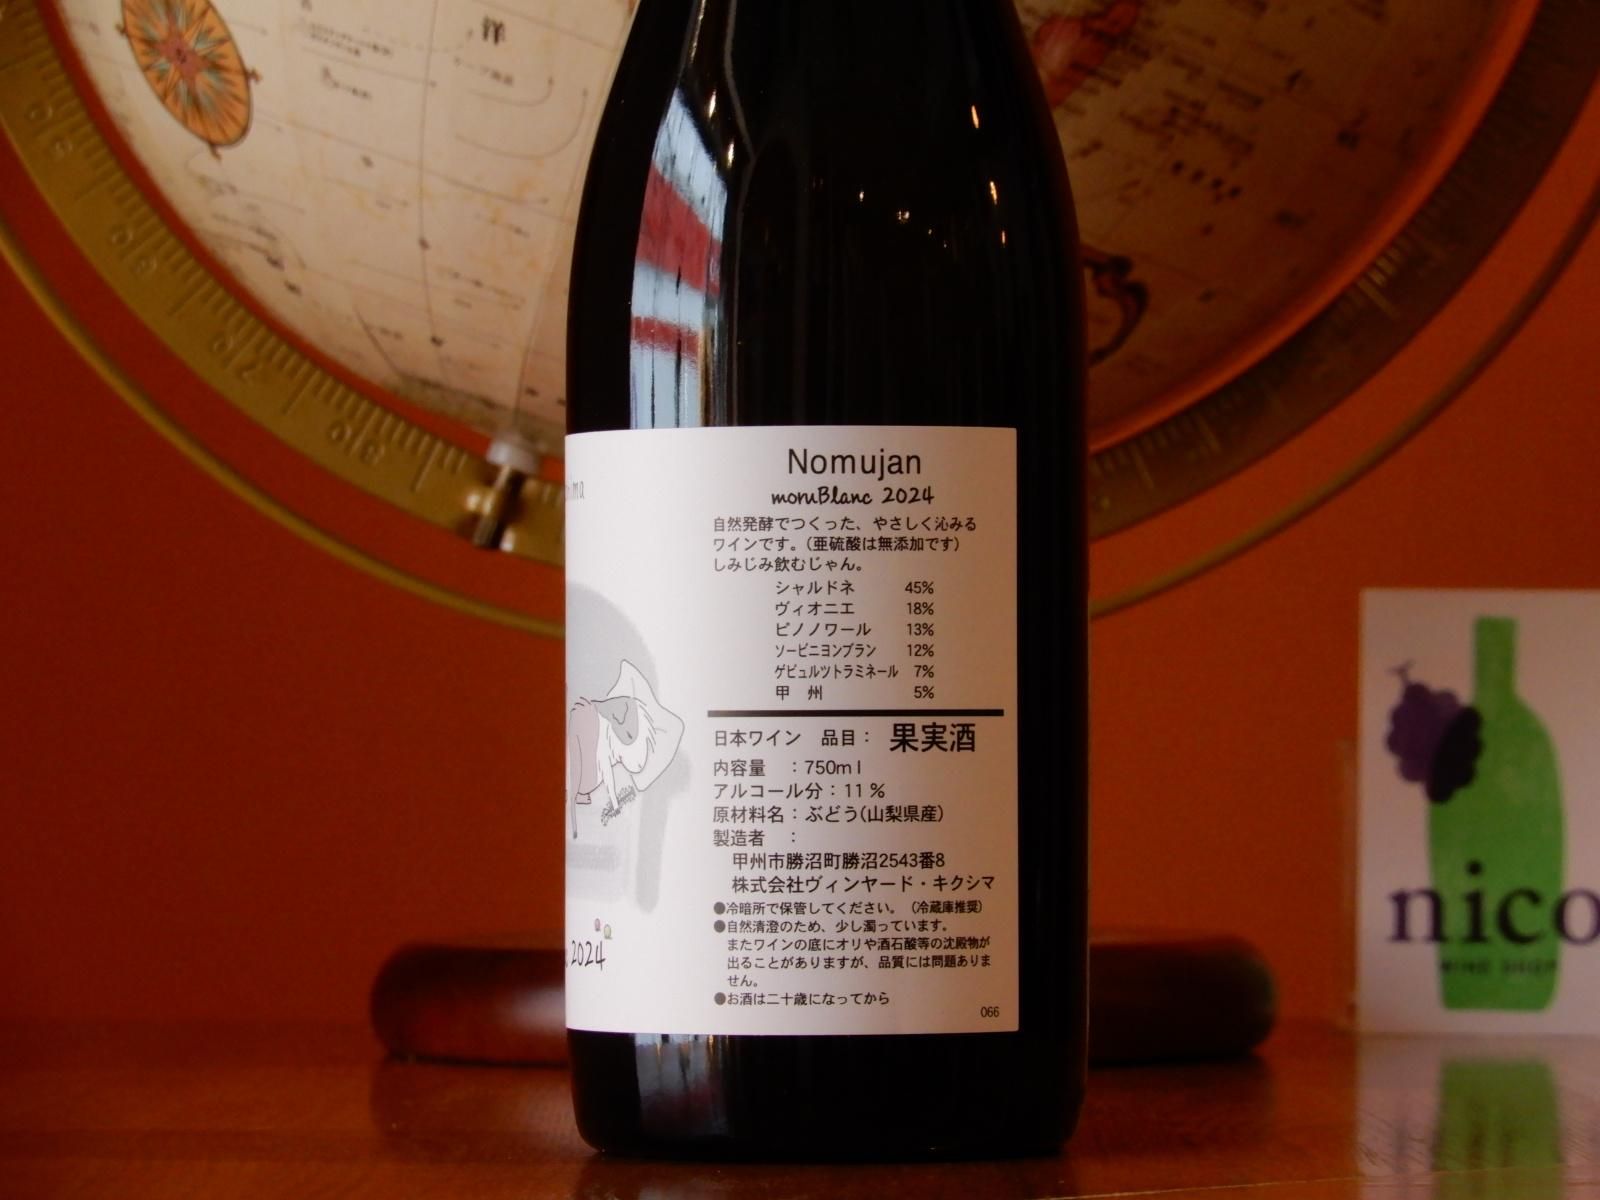 洋
Nomujan
moruBlanc 2024
自然発酵でつくった、やさしく沁みる
ワインです。（亜硫酸は無添加です）
しみじみ飲むじゃん。
シャルドネ 45%
ヴィオニエ 18%
ピノノワール 13%
ソービニヨンブラン 12%
ゲビュルツトラミネール 7%
甲 州 5%
日本ワイン 品目： 果実酒
内容量 ：750ml
アルコール分：11％
原材料名：ぶどう(山梨県産)
製造者 ：
甲州市勝沼町勝沼2543番8
株式会社ヴィンヤード・キクシマ
●冷暗所で保管してください。（冷蔵庫推奨）
●自然清澄のため、少し濁っています。
またワインの底にオリや酒石酸等の沈殿物が
出ることがありますが、品質には問題ありま
せん。
●お酒は二十歳になってから
066
2024
nico
WINE SHOP